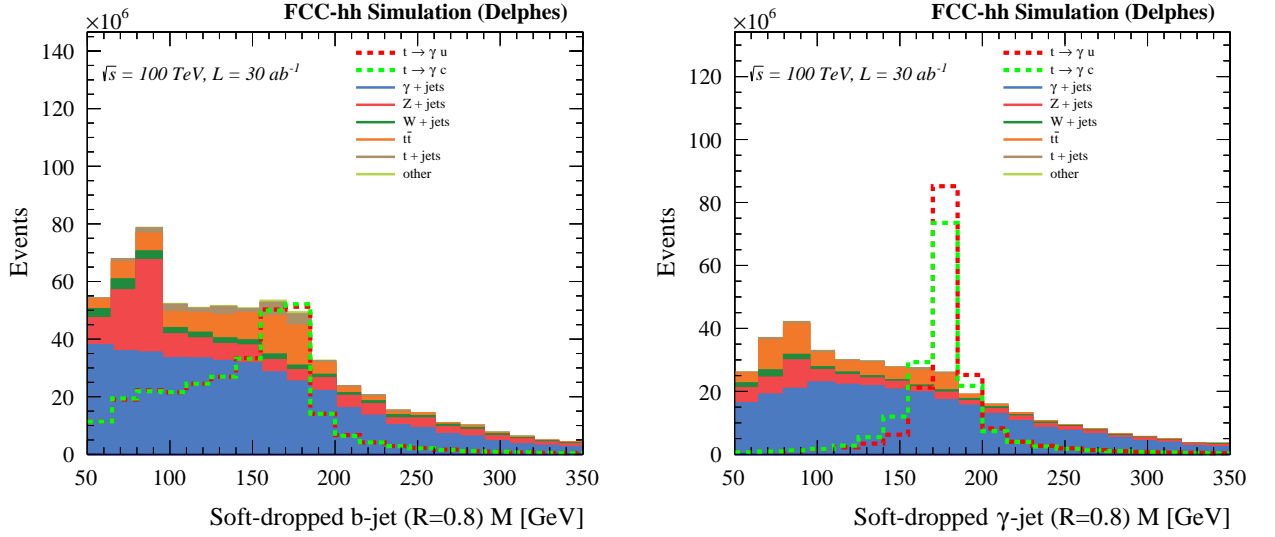 FCC-hh Simulation (Delphes)
×10⁶
√s = 100 TeV, L = 30 ab⁻¹
t → γ u
t → γ c
γ + jets
Z + jets
W + jets
tt̄
t + jets
other
Events
140
120
100
80
60
40
20
0
50 100 150 200 250 300 350
Soft-dropped b-jet (R=0.8) M [GeV]
FCC-hh Simulation (Delphes)
×10⁶
√s = 100 TeV, L = 30 ab⁻¹
t → γ u
t → γ c
γ + jets
Z + jets
W + jets
tt̄
t + jets
other
Events
120
100
80
60
40
20
0
50 100 150 200 250 300 350
Soft-dropped γ-jet (R=0.8) M [GeV]